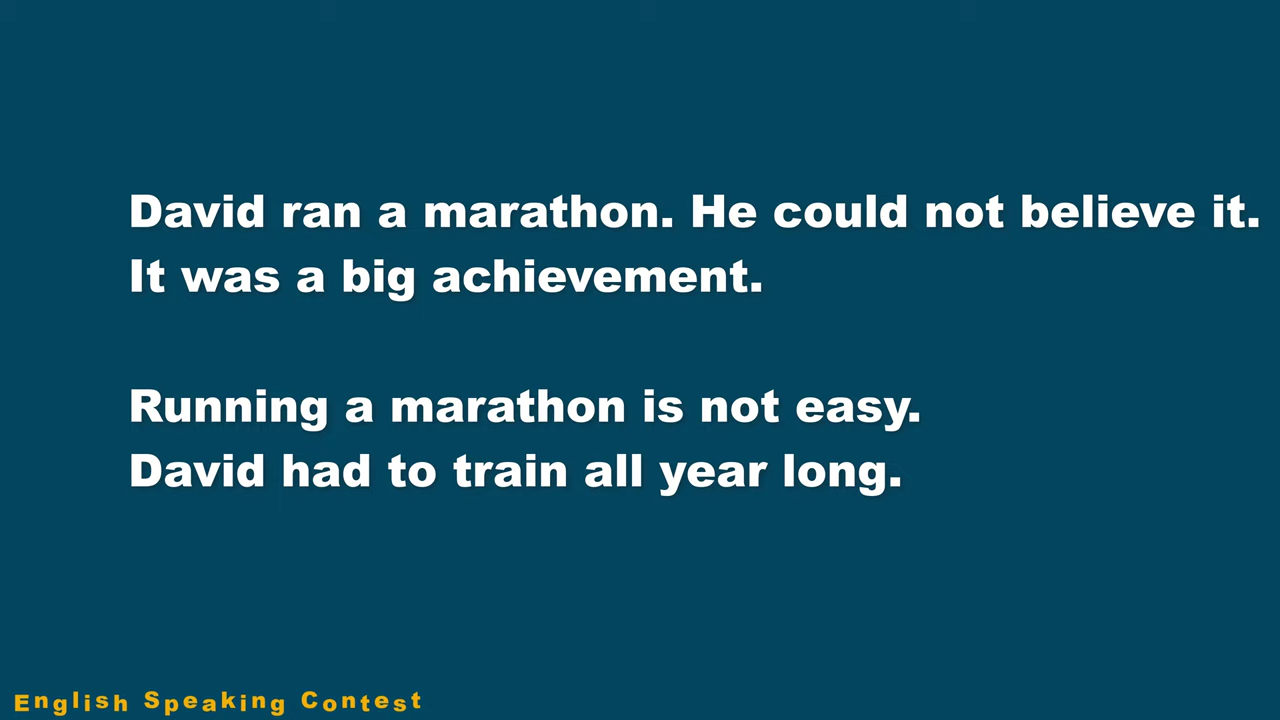 David ran a marathon. He could not believe it.
It was a big achievement.
Running a marathon is not easy.
David had to train all year long.
English Speaking Contest